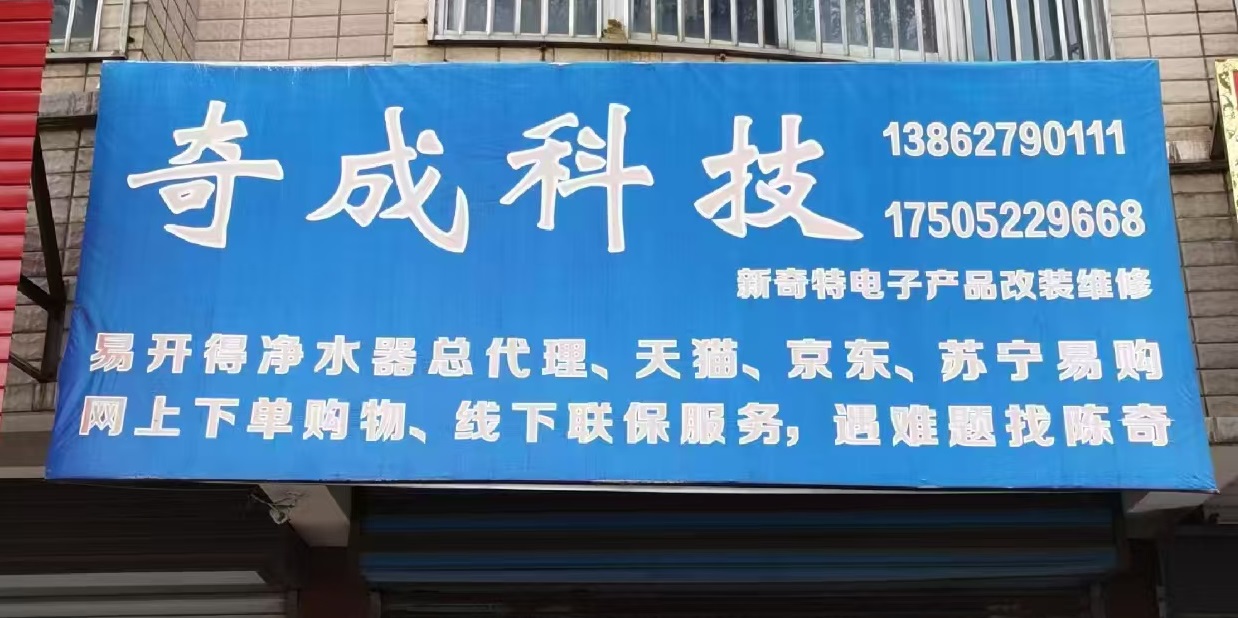 奇成科技
13862790111
17505229668
新奇特电子产品改装维修
易开得净水器总代理、天猫、京东、苏宁易购
网上下单购物、线下联保服务，遇难题找陈奇